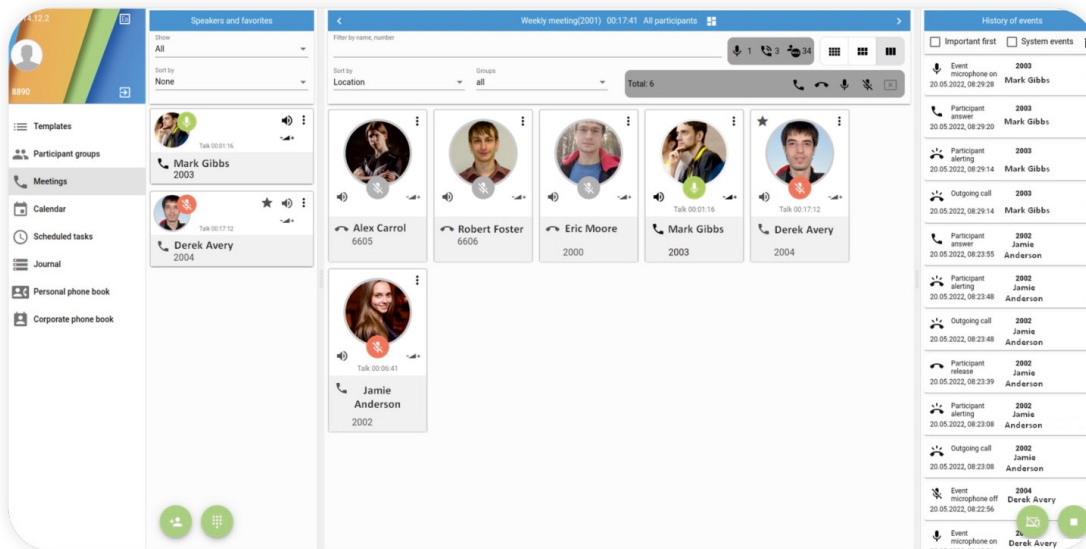 14.12.2
En
8890
Templates
Participant groups
Meetings
Calendar
Scheduled tasks
Journal
Personal phone book
Corporate phone book
Speakers and favorites
Show
All
Sort by
None
Talk 00:01:16
Mark Gibbs
2003
Talk 00:17:12
Derek Avery
2004
Weekly meeting(2001) 00:17:41 All participants
Filter by name, number
1 3 34
Sort by
Location
Groups
all
Total: 6
Alex Carrol
6605
Robert Foster
6606
Eric Moore
2000
Talk 00:01:16
Mark Gibbs
2003
Talk 00:17:12
Derek Avery
2004
Talk 00:06:41
Jamie
Anderson
2002
History of events
Important first System events
Event
microphone on
20.05.2022, 08:29:28
2003
Mark Gibbs
Participant
answer
20.05.2022, 08:29:20
2003
Mark Gibbs
Participant
alerting
20.05.2022, 08:29:14
2003
Mark Gibbs
Outgoing call
20.05.2022, 08:29:14
2003
Mark Gibbs
Participant
answer
20.05.2022, 08:23:55
2002
Jamie
Anderson
Participant
alerting
20.05.2022, 08:23:48
2002
Jamie
Anderson
Outgoing call
20.05.2022, 08:23:48
2002
Jamie
Anderson
Participant
release
20.05.2022, 08:23:39
2002
Jamie
Anderson
Participant
alerting
20.05.2022, 08:23:08
2002
Jamie
Anderson
Outgoing call
20.05.2022, 08:23:08
2002
Jamie
Anderson
Event
microphone off
20.05.2022, 08:22:56
2004
Derek Avery
Event
microphone on
Derek Avery